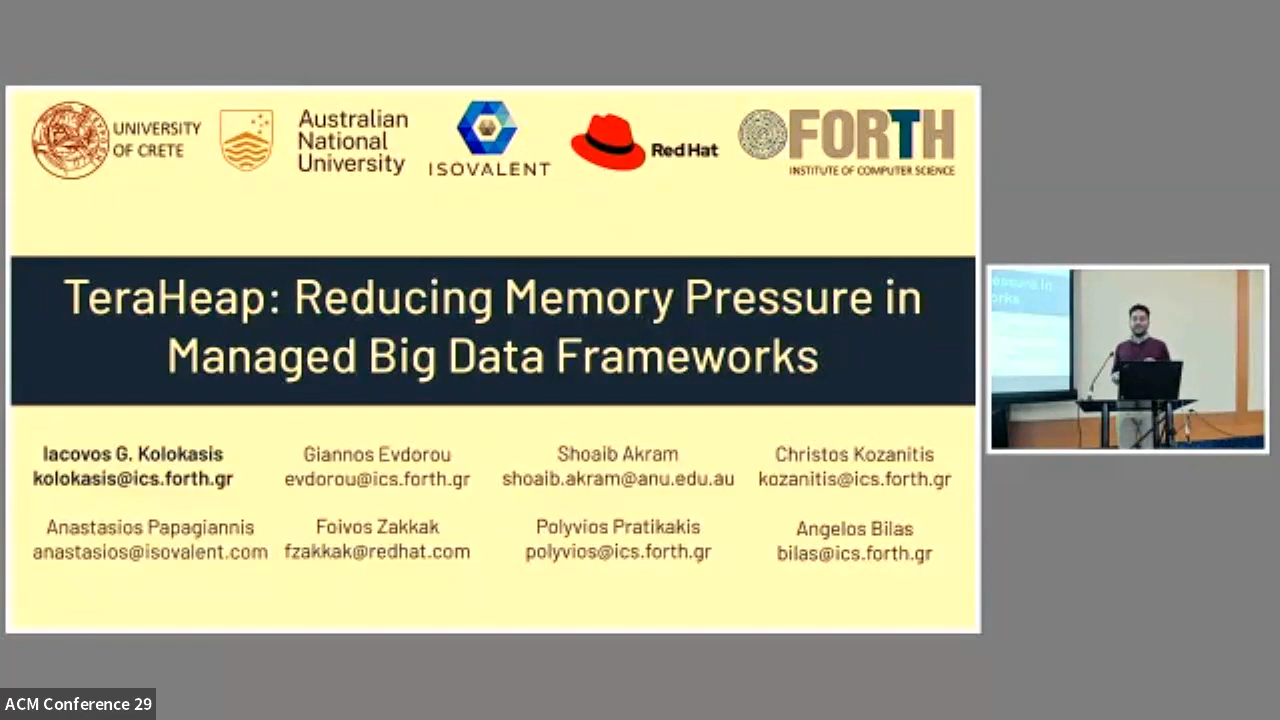 UNIVERSITY
OF CRETE
Australian
National
University
ISOVALENT
Red Hat
FORTH
INSTITUTE OF COMPUTER SCIENCE
TeraHeap: Reducing Memory Pressure in
Managed Big Data Frameworks
Iacovos G. Kolokasis
kolokasis@ics.forth.gr
Giannos Evdorou
evdorou@ics.forth.gr
Shoaib Akram
shoaib.akram@anu.edu.au
Christos Kozanitis
kozanitis@ics.forth.gr
Anastasios Papagiannis
anastasios@isovalent.com
Foivos Zakkak
fzakkak@redhat.com
Polyvios Pratikakis
polyvios@ics.forth.gr
Angelos Bilas
bilas@ics.forth.gr
ressure in
orks
ACM Conference 29